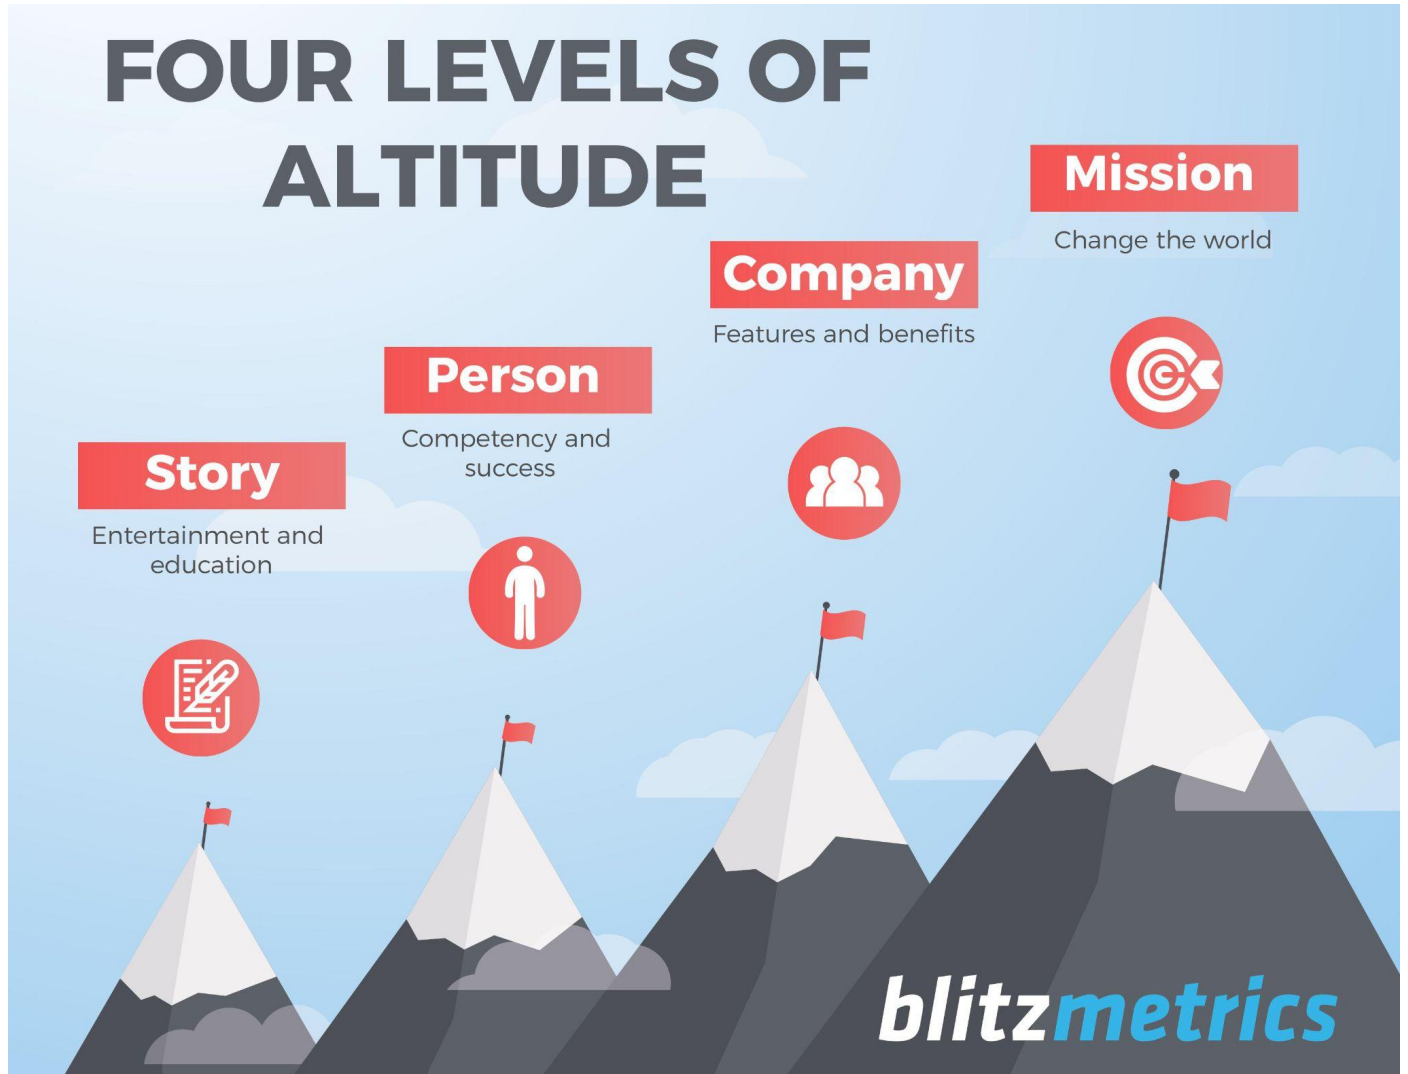 FOUR LEVELS OF
ALTITUDE
Story
Entertainment and
education
Person
Competency and
success
Company
Features and benefits
Mission
Change the world
blitzmetrics